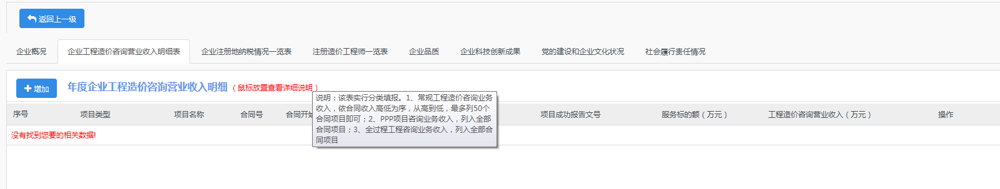 返回上一级
企业概况 企业工程造价咨询营业收入明细表 企业注册地纳税情况一览表 注册造价工程师一览表 企业品质 企业科技创新成果 党的建设和企业文化状况 社会履行责任情况
增加 年度企业工程造价咨询营业收入明细（鼠标放置查看详细说明）
说明：该表实行分类填报。1、常规工程造价咨询业务
收入，依合同收入高低为序，从高到低，最多列50个
合同项目即可；2、PPP项目咨询业务收入，列入全部
合同项目；3、全过程工程咨询业务收入，列入全部合
同项目
序号 项目类型 项目名称 合同号 合同开始 项目成功报告文号 服务标的额（万元） 工程造价咨询营业收入（万元） 操作
没有找到您要的相关数据!